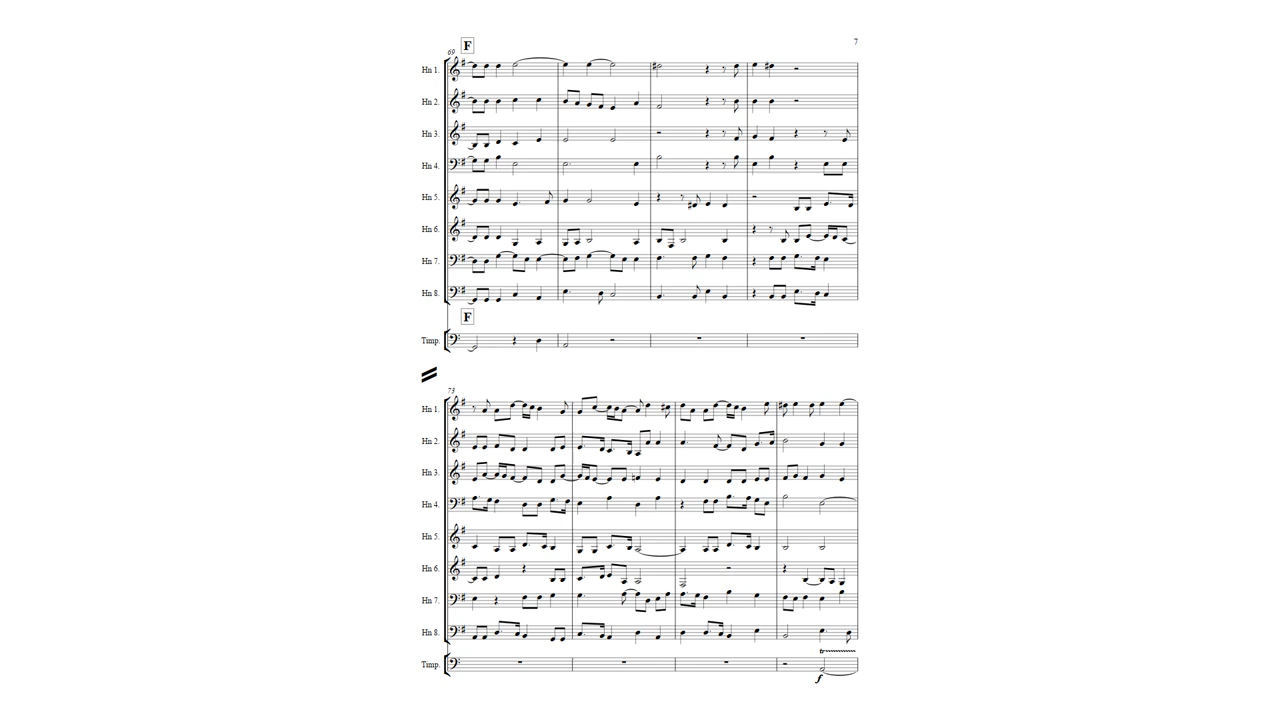 7
F
69
Hn 1.
Hn 2.
Hn 3.
Hn 4.
Hn 5.
Hn 6.
Hn 7.
Hn 8.
F
Timp.
73
Hn 1.
Hn 2.
Hn 3.
Hn 4.
Hn 5.
Hn 6.
Hn 7.
Hn 8.
tr
Timp.
f